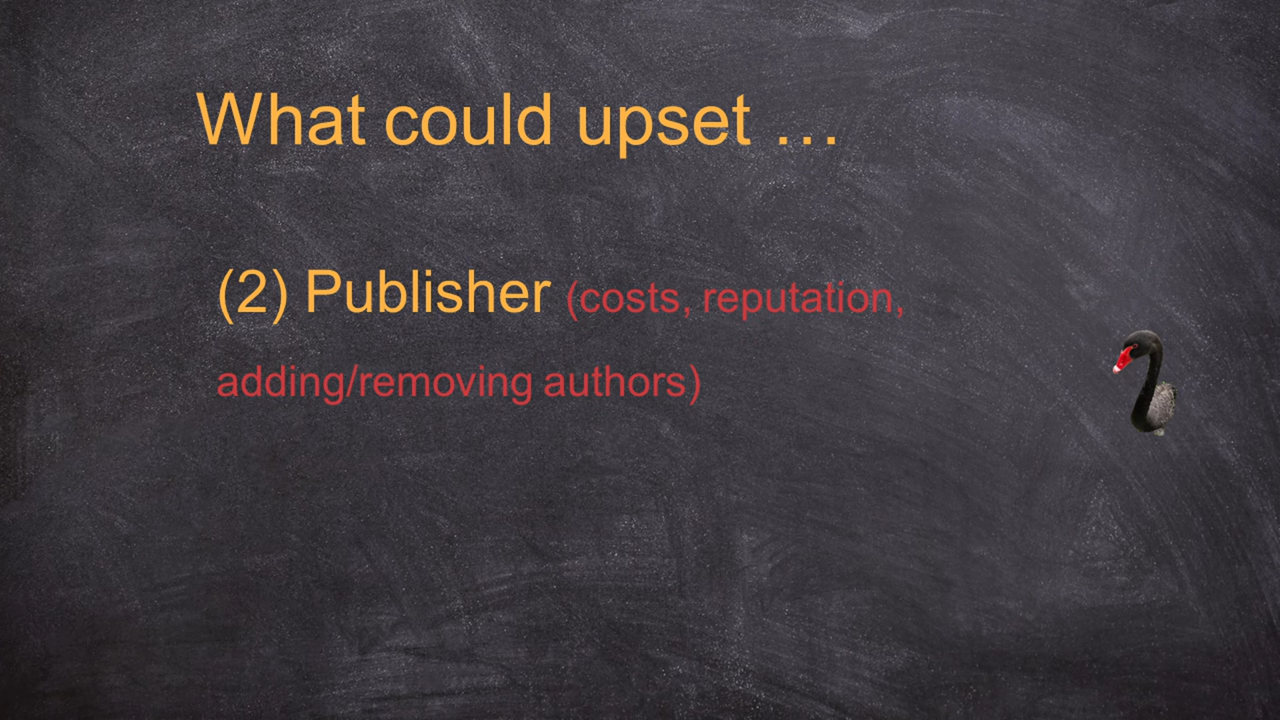 What could upset …
(2) Publisher (costs, reputation,
adding/removing authors)